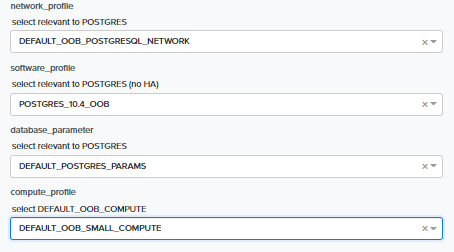 network_profile
select relevant to POSTGRES
DEFAULT_OOB_POSTGRESQL_NETWORK
software_profile
select relevant to POSTGRES (no HA)
POSTGRES_10.4_OOB
database_parameter
select relevant to POSTGRES
DEFAULT_POSTGRES_PARAMS
compute_profile
select DEFAULT_OOB_COMPUTE
DEFAULT_OOB_SMALL_COMPUTE